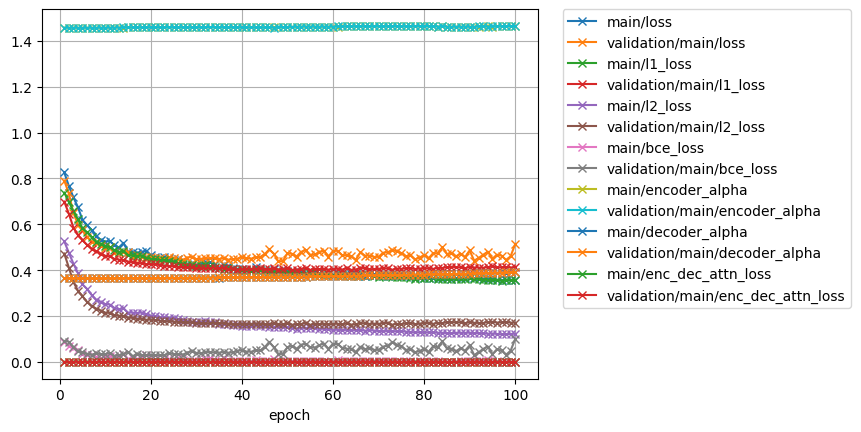 1.4
1.2
1.0
0.8
0.6
0.4
0.2
0.0
0
20
40
60
80
100
epoch
main/loss
validation/main/loss
main/l1_loss
validation/main/l1_loss
main/l2_loss
validation/main/l2_loss
main/bce_loss
validation/main/bce_loss
main/encoder_alpha
validation/main/encoder_alpha
main/decoder_alpha
validation/main/decoder_alpha
main/enc_dec_attn_loss
validation/main/enc_dec_attn_loss